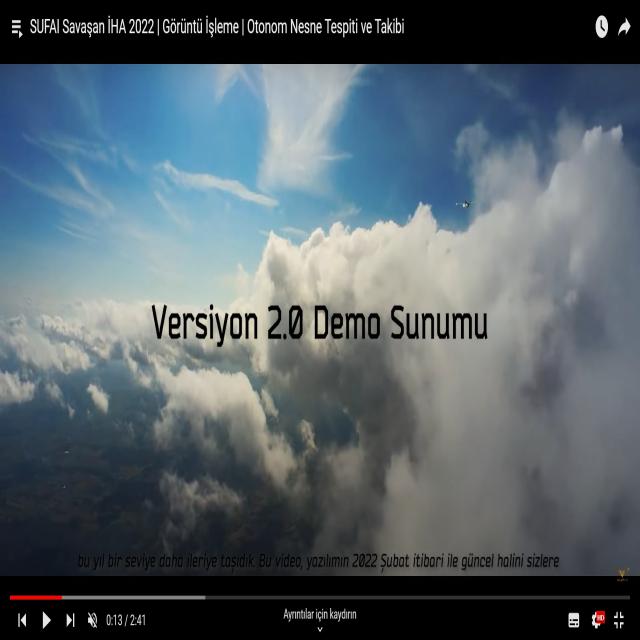 SUFAI Savaşan İHA 2022 | Görüntü İşleme | Otonom Nesne Tespiti ve Takibi
Versiyon 2.0 Demo Sunumu
bu yıl bir seviye daha ileriye taşıdık. Bu video, yazılımın 2022 Şubat itibari ile güncel halini sizlere
0:13 / 2:41
Ayrıntılar için kaydırın
HD